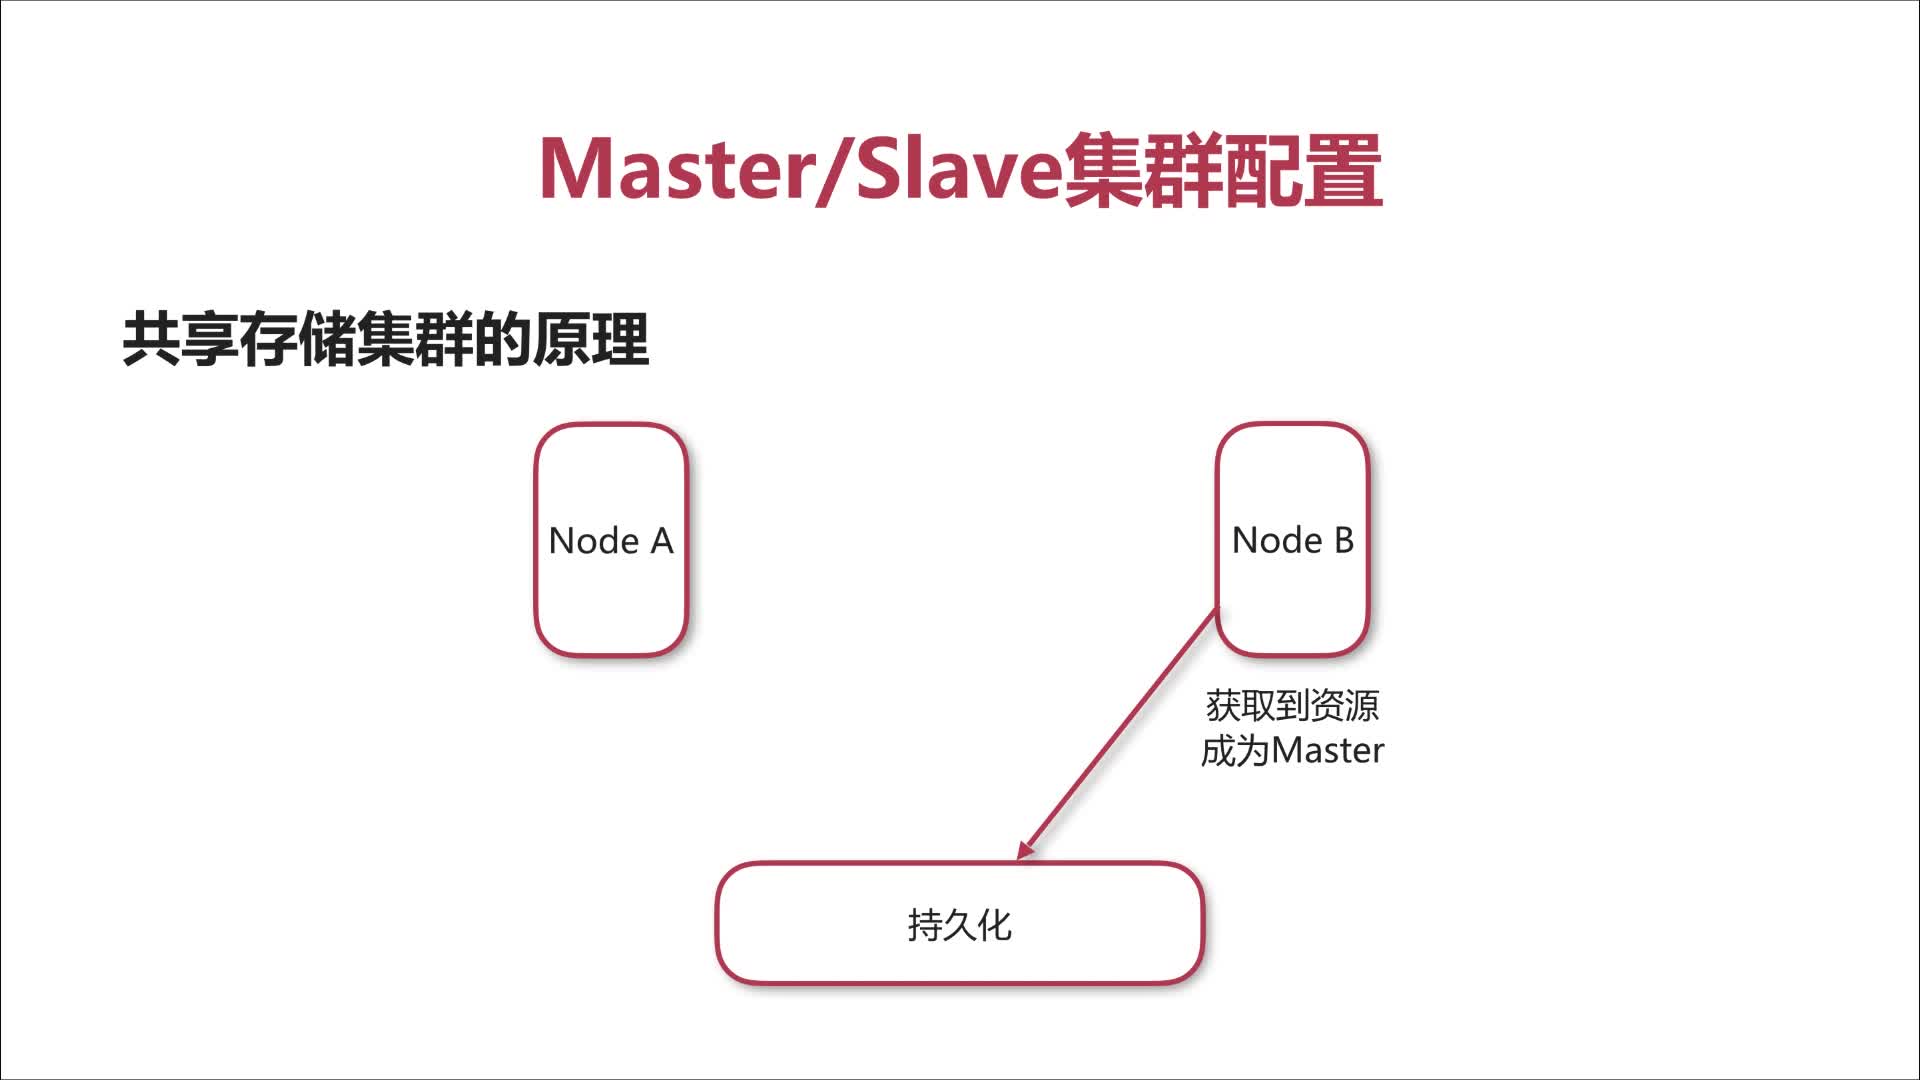 Master/Slave集群配置
共享存储集群的原理
Node A
Node B
获取到资源
成为Master
持久化